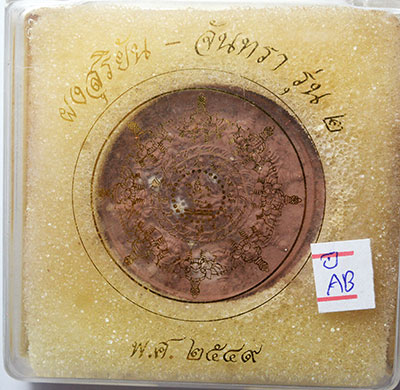 ผงสุริยัน - จันทรา รุ่น ๒
AB
พ.ศ. ๒๕๔๙